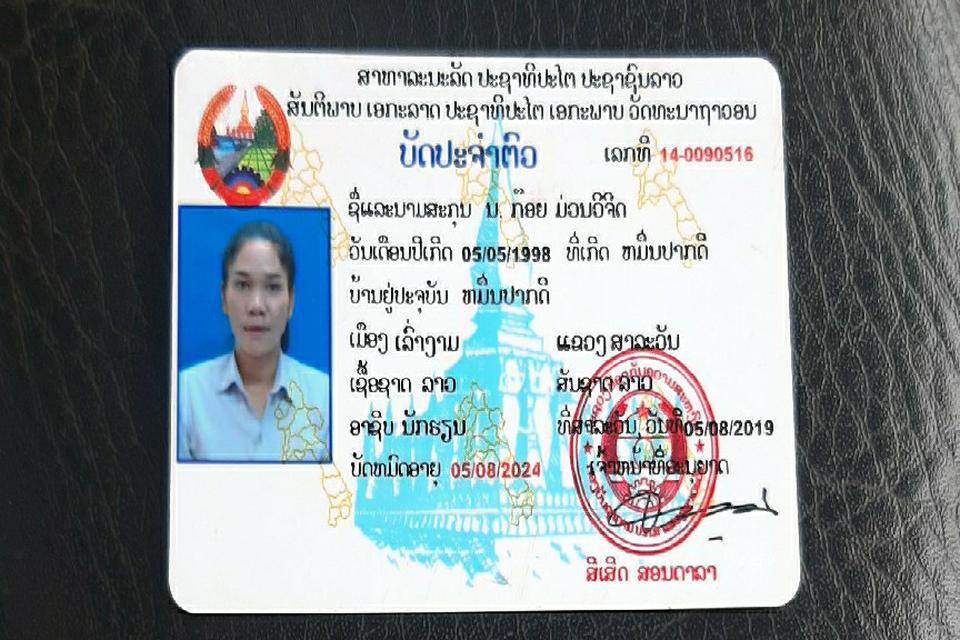 ສາທາລະນະລັດ ປະຊາທິປະໄຕ ປະຊາຊົນລາວ
ສັນຕິພາບ ເອກະລາດ ປະຊາທິປະໄຕ ເອກະພາບ ວັດທະນາຖາວອນ
ບັດປະຈຳຕົວ ເລກທີ 14-0090516
ຊື່ແລະນາມສະກຸນ ນ. ກ້ອຍ ມ່ອນວິຈິດ
ວັນເດືອນປີເກີດ 05/05/1998 ທີ່ເກີດ ຫມື່ນປາກດີ
ບ້ານຢູ່ປະຈຸບັນ ຫມື່ນປາກດີ
ເມືອງ ເລົ່າງາມ ແຂວງ ສາລະວັນ
ເຊື້ອຊາດ ລາວ ສັນຊາດ ລາວ
ອາຊີບ ນັກຮຽນ ທີ່ສາລະວັນ ວັນທີ 05/08/2019
ບັດຫມົດອາຍຸ 05/08/2024 ເຈົ້າຫນ້າທີ່ອະນຸຍາດ
ສີເສີດ ສອນດາລາ